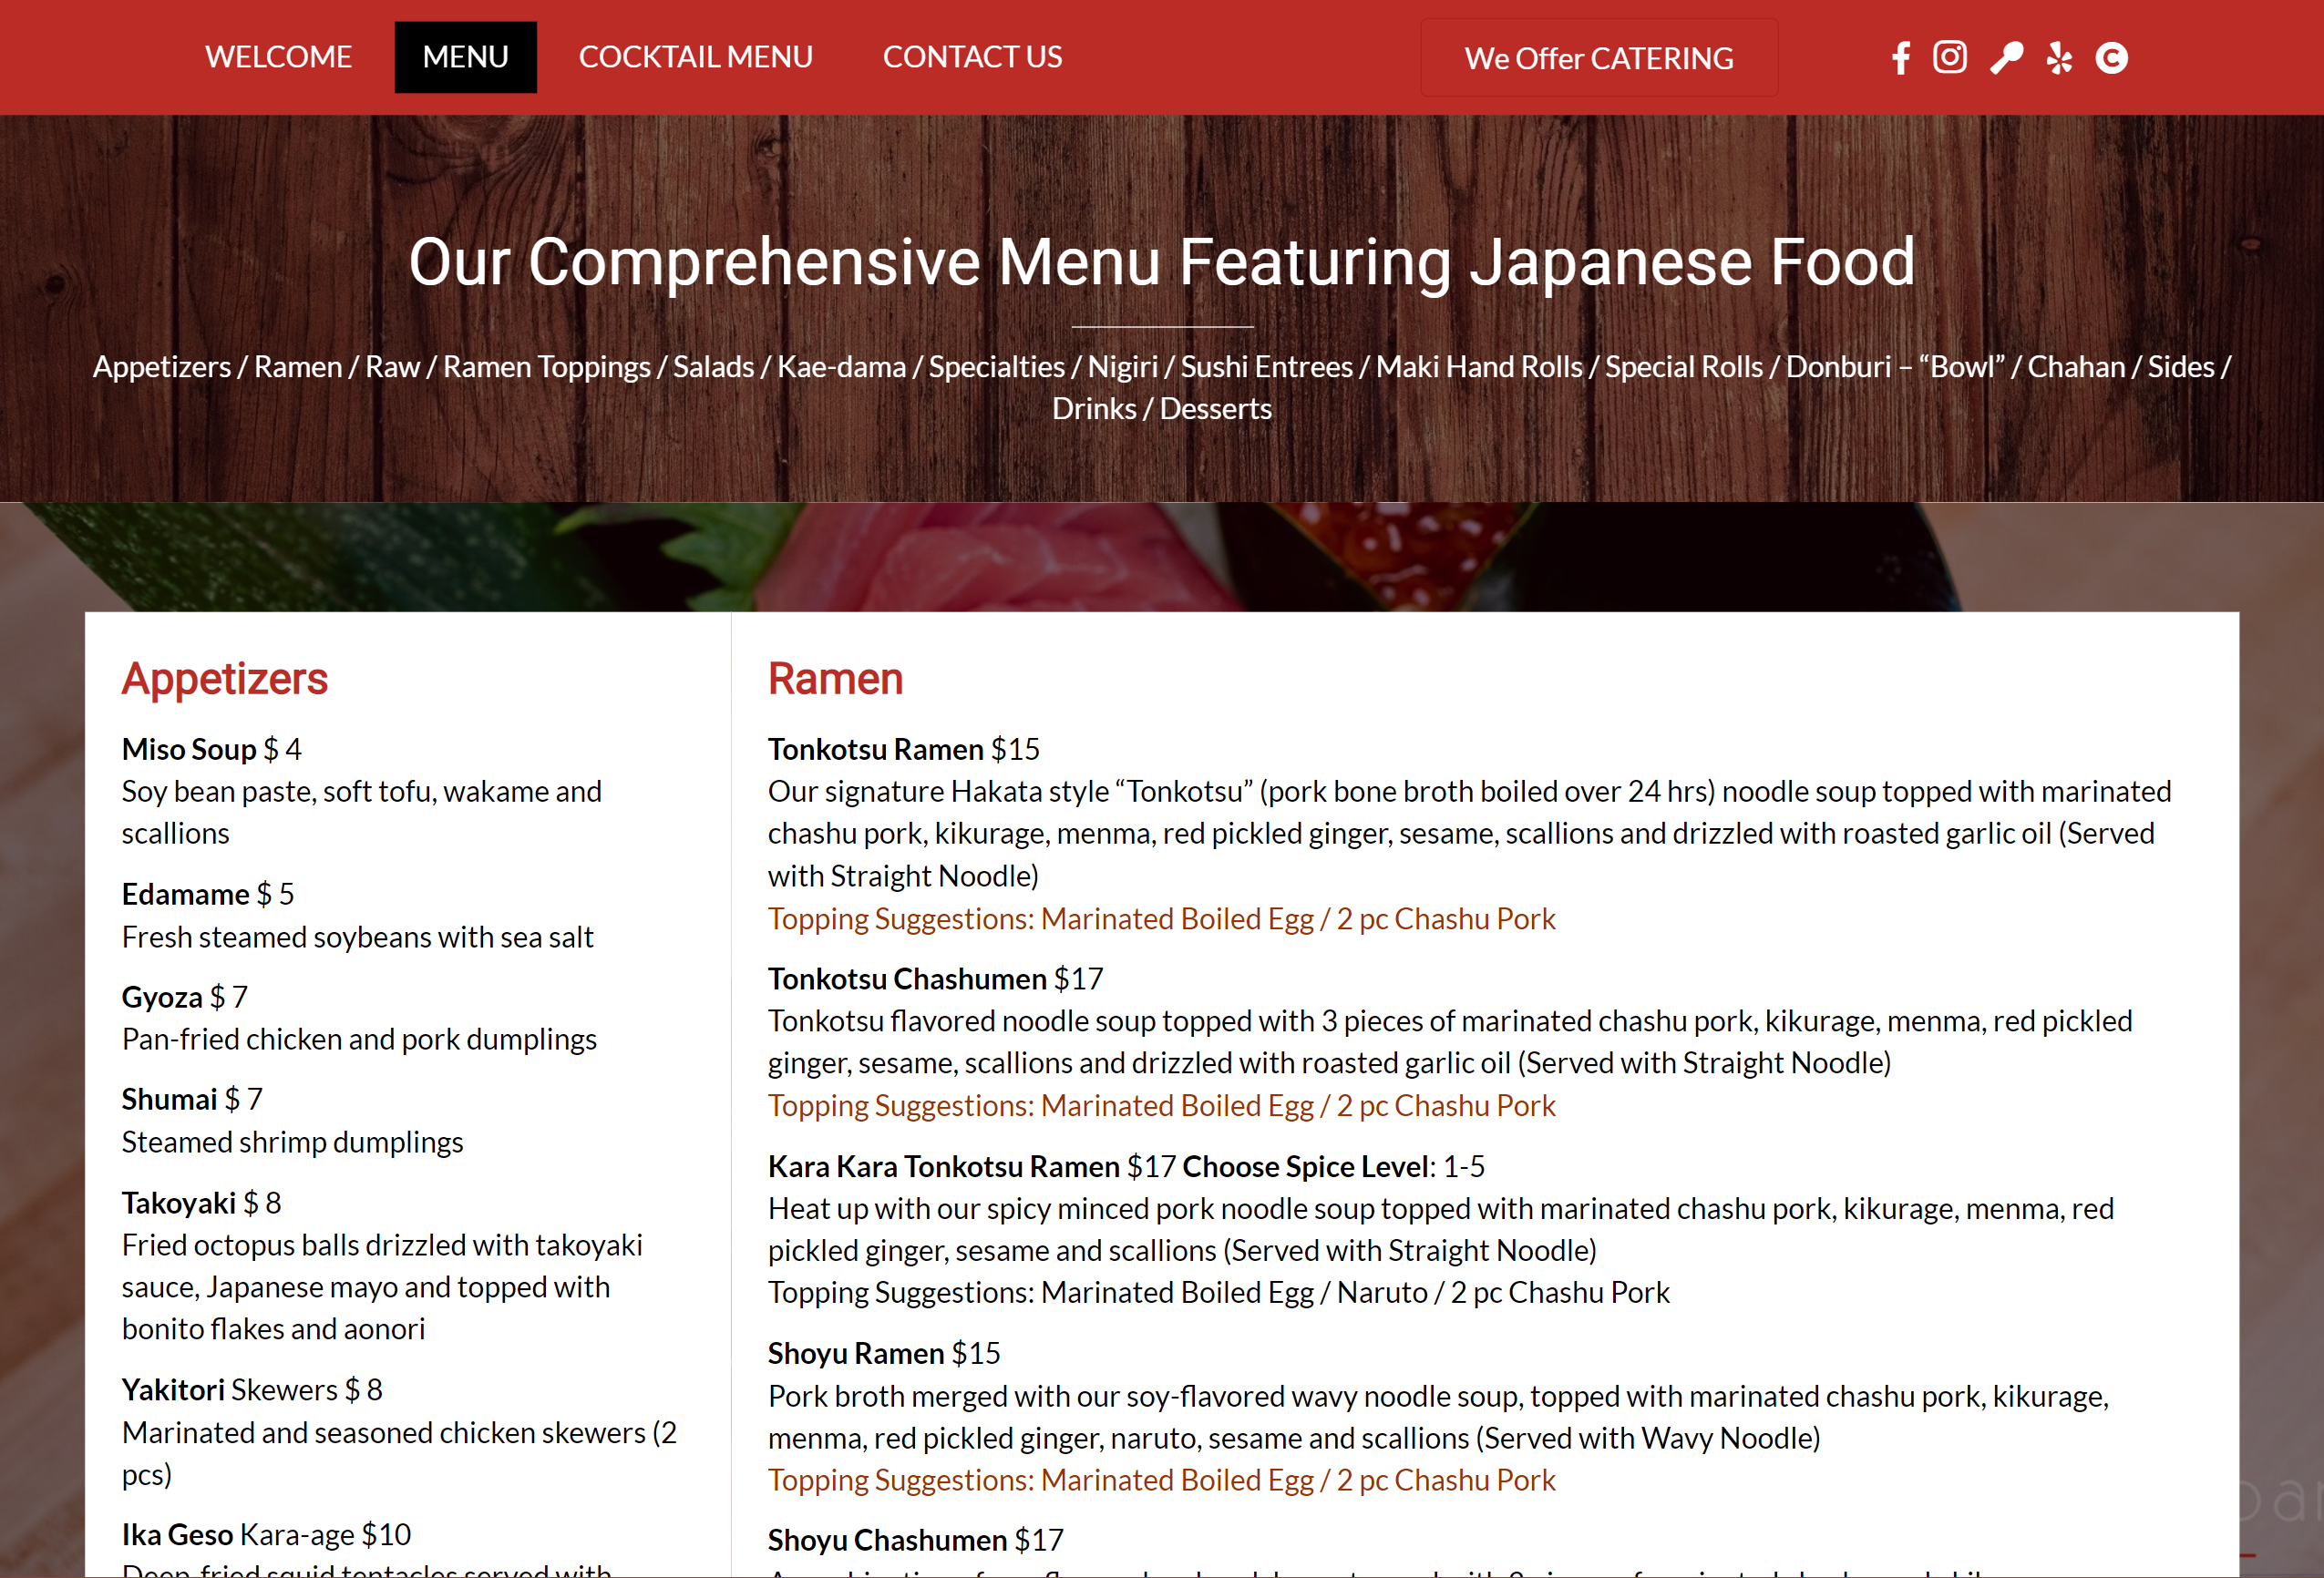 WELCOME MENU COCKTAIL MENU CONTACT US We Offer CATERING
Our Comprehensive Menu Featuring Japanese Food
Appetizers / Ramen / Raw / Ramen Toppings / Salads / Kae-dama / Specialties / Nigiri / Sushi Entrees / Maki Hand Rolls / Special Rolls / Donburi – “Bowl” / Chahan / Sides /
Drinks / Desserts
Appetizers
Miso Soup $ 4
Soy bean paste, soft tofu, wakame and
scallions
Edamame $ 5
Fresh steamed soybeans with sea salt
Gyoza $ 7
Pan-fried chicken and pork dumplings
Shumai $ 7
Steamed shrimp dumplings
Takoyaki $ 8
Fried octopus balls drizzled with takoyaki
sauce, Japanese mayo and topped with
bonito flakes and aonori
Yakitori Skewers $ 8
Marinated and seasoned chicken skewers (2
pcs)
Ika Geso Kara-age $10
Deep-fried squid tentacles served with
Ramen
Tonkotsu Ramen $15
Our signature Hakata style “Tonkotsu” (pork bone broth boiled over 24 hrs) noodle soup topped with marinated
chashu pork, kikurage, menma, red pickled ginger, sesame, scallions and drizzled with roasted garlic oil (Served
with Straight Noodle)
Topping Suggestions: Marinated Boiled Egg / 2 pc Chashu Pork
Tonkotsu Chashumen $17
Tonkotsu flavored noodle soup topped with 3 pieces of marinated chashu pork, kikurage, menma, red pickled
ginger, sesame, scallions and drizzled with roasted garlic oil (Served with Straight Noodle)
Topping Suggestions: Marinated Boiled Egg / 2 pc Chashu Pork
Kara Kara Tonkotsu Ramen $17 Choose Spice Level: 1-5
Heat up with our spicy minced pork noodle soup topped with marinated chashu pork, kikurage, menma, red
pickled ginger, sesame and scallions (Served with Straight Noodle)
Topping Suggestions: Marinated Boiled Egg / Naruto / 2 pc Chashu Pork
Shoyu Ramen $15
Pork broth merged with our soy-flavored wavy noodle soup, topped with marinated chashu pork, kikurage,
menma, red pickled ginger, naruto, sesame and scallions (Served with Wavy Noodle)
Topping Suggestions: Marinated Boiled Egg / 2 pc Chashu Pork
Shoyu Chashumen $17